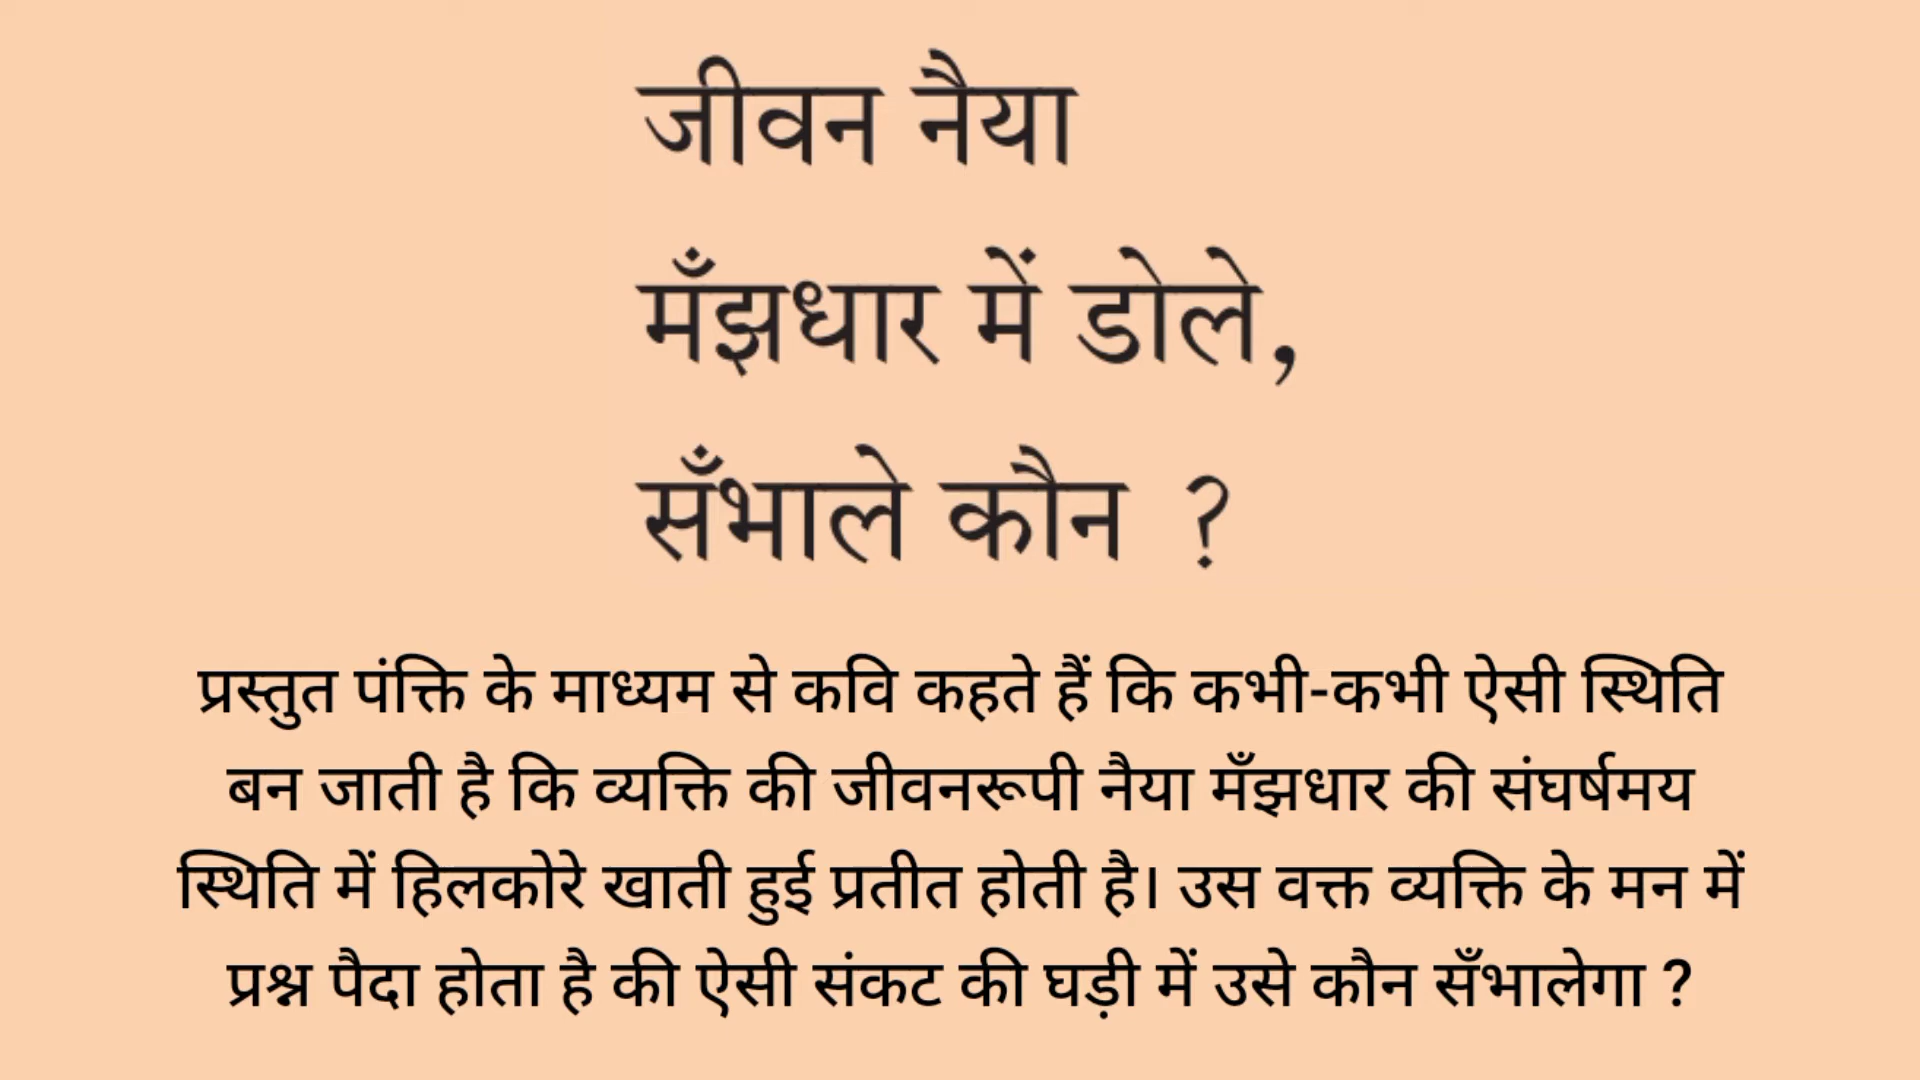 जीवन नैया
मँझधार में डोले,
सँभाले कौन ?
प्रस्तुत पंक्ति के माध्यम से कवि कहते हैं कि कभी-कभी ऐसी स्थिति
बन जाती है कि व्यक्ति की जीवनरूपी नैया मँझधार की संघर्षमय
स्थिति में हिलकोरे खाती हुई प्रतीत होती है। उस वक्त व्यक्ति के मन में
प्रश्न पैदा होता है की ऐसी संकट की घड़ी में उसे कौन सँभालेगा ?